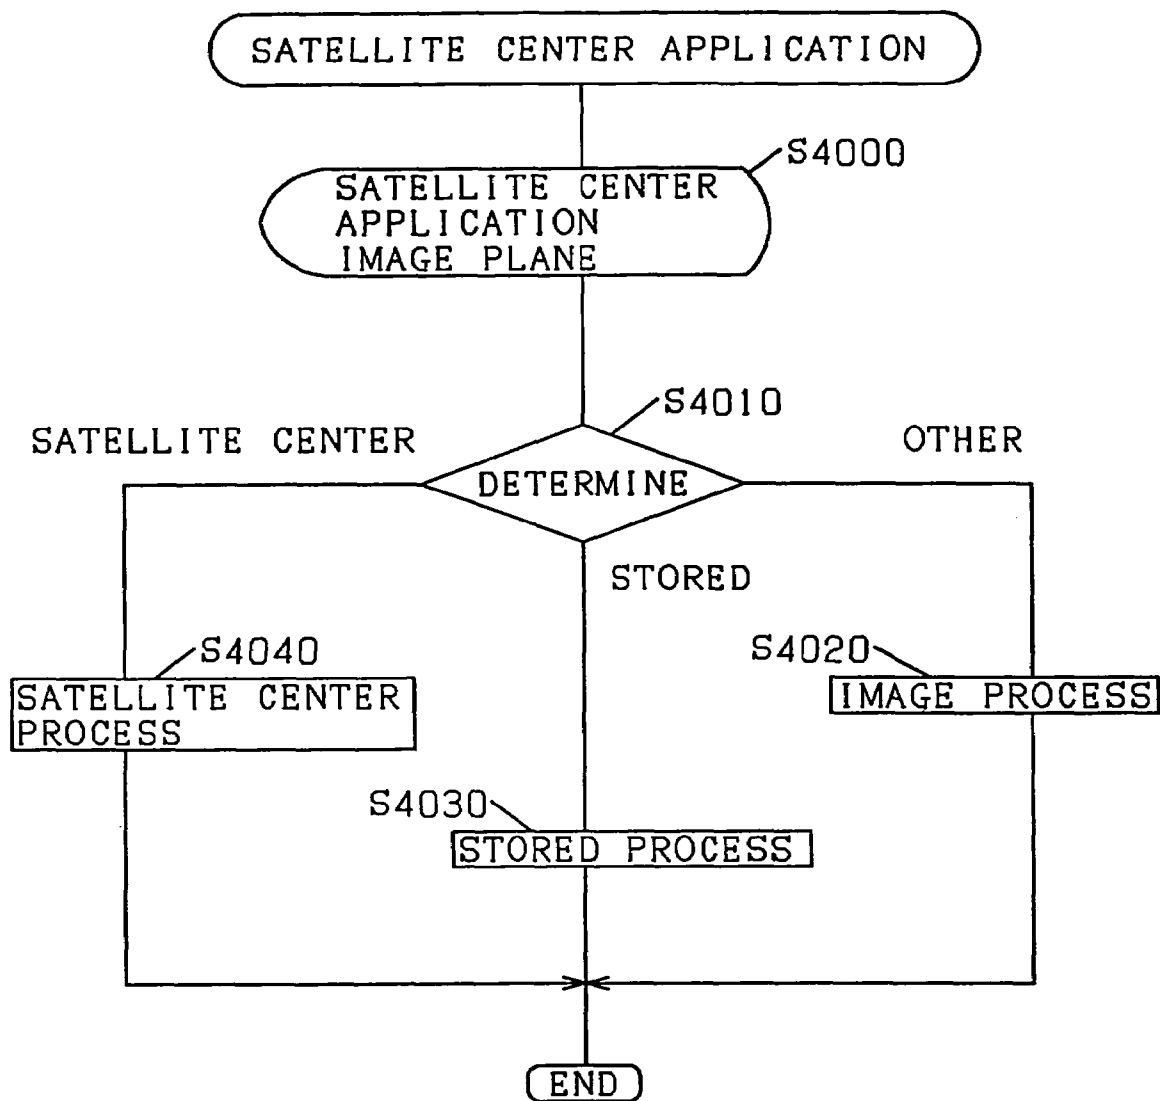 SATELLITE CENTER APPLICATION
S4000
SATELLITE CENTER
APPLICATION
IMAGE PLANE
S4010
SATELLITE CENTER
OTHER
DETERMINE
STORED
S4040
S4020
SATELLITE CENTER
PROCESS
IMAGE PROCESS
S4030
STORED PROCESS
END